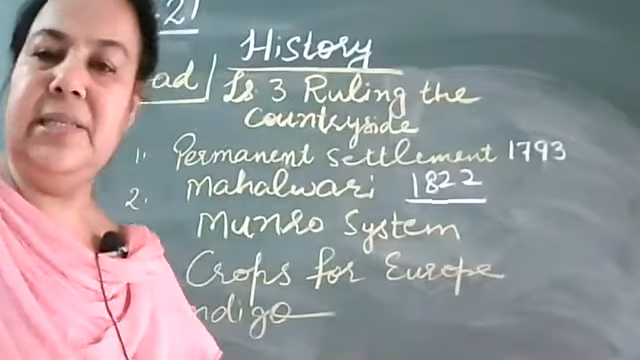 .21
History
ad
Ls 3 Ruling the
Countryside
1. Permanent settlement 1793
2. Mahalwari 1822
Munro System
Crops for Europe
ndigo